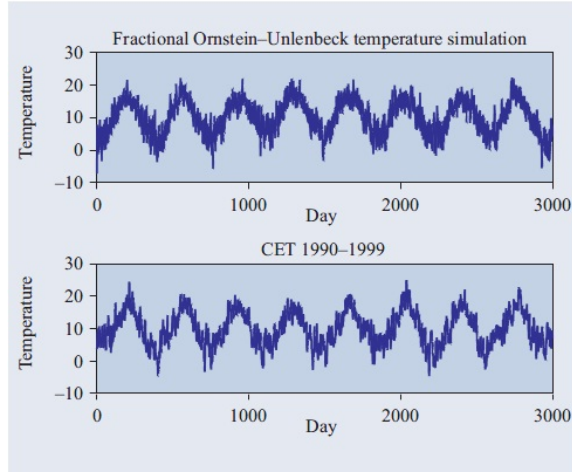 Fractional Ornstein–Unlenbeck temperature simulation
30
20
10
0
–10
Temperature
0 1000 2000 3000
Day
CET 1990–1999
30
20
10
0
–10
Temperature
0 1000 2000 3000
Day